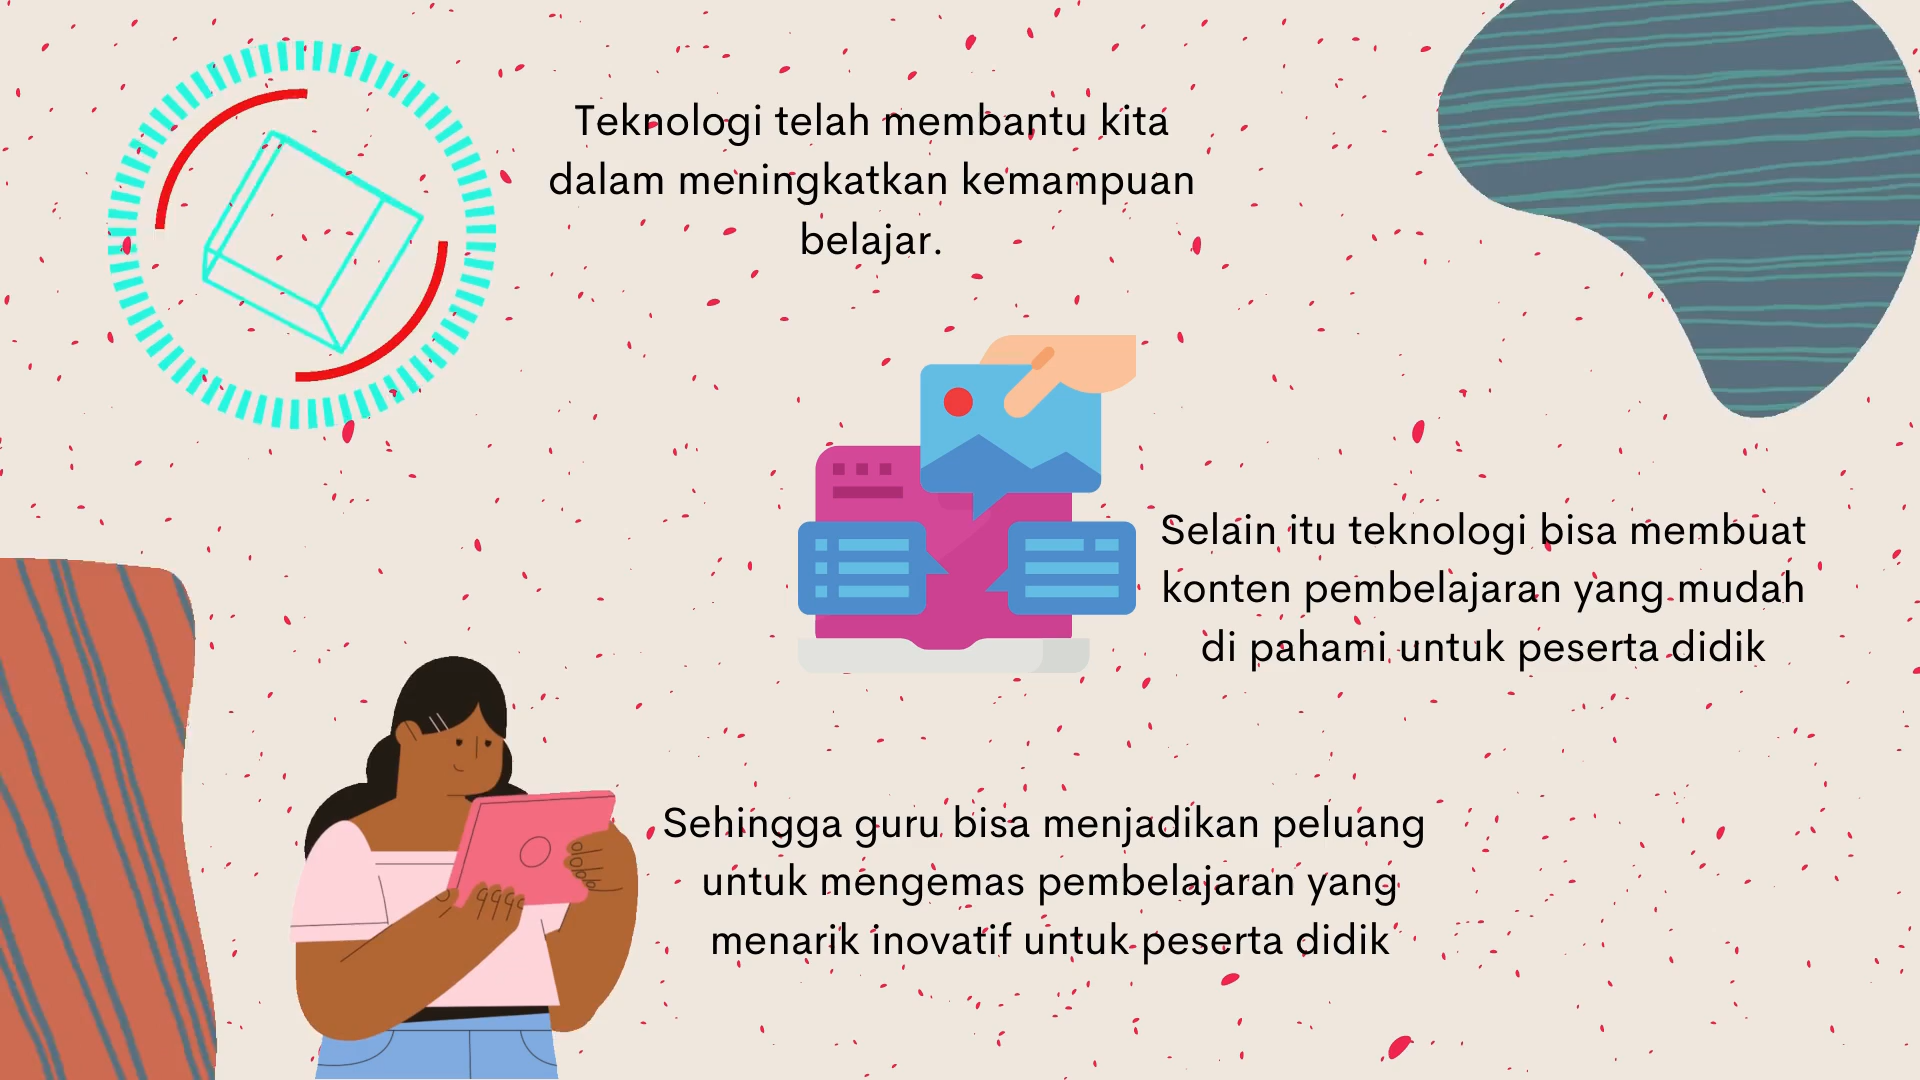 Teknologi telah membantu kita
dalam meningkatkan kemampuan
belajar.
Selain itu teknologi bisa membuat
konten pembelajaran yang mudah
di pahami untuk peserta didik
Sehingga guru bisa menjadikan peluang
untuk mengemas pembelajaran yang
menarik inovatif untuk peserta didik